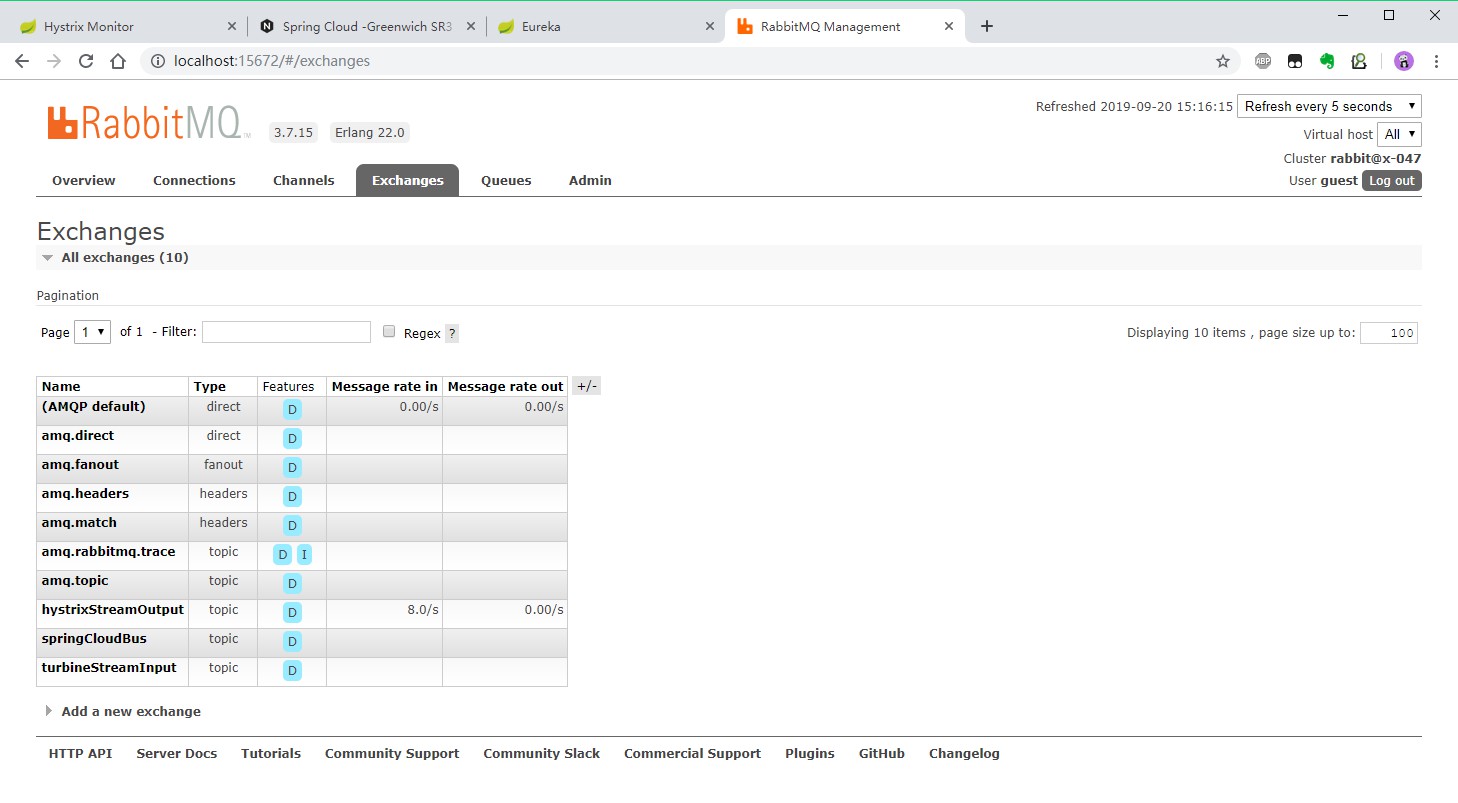 Hystrix Monitor
Spring Cloud -Greenwich SR3
Eureka
RabbitMQ Management
localhost:15672/#/exchanges
ABP
RabbitMQ TM 3.7.15 Erlang 22.0
Refreshed 2019-09-20 15:16:15 Refresh every 5 seconds
Virtual host All
Cluster rabbit@x-047
User guest Log out
Overview Connections Channels Exchanges Queues Admin
Exchanges
All exchanges (10)
Pagination
Page 1 of 1 - Filter: Regex ? Displaying 10 items , page size up to: 100
Name Type Features Message rate in Message rate out +/-
(AMQP default) direct D 0.00/s 0.00/s
amq.direct direct D
amq.fanout fanout D
amq.headers headers D
amq.match headers D
amq.rabbitmq.trace topic D I
amq.topic topic D
hystrixStreamOutput topic D 8.0/s 0.00/s
springCloudBus topic D
turbineStreamInput topic D
Add a new exchange
HTTP API Server Docs Tutorials Community Support Community Slack Commercial Support Plugins GitHub Changelog